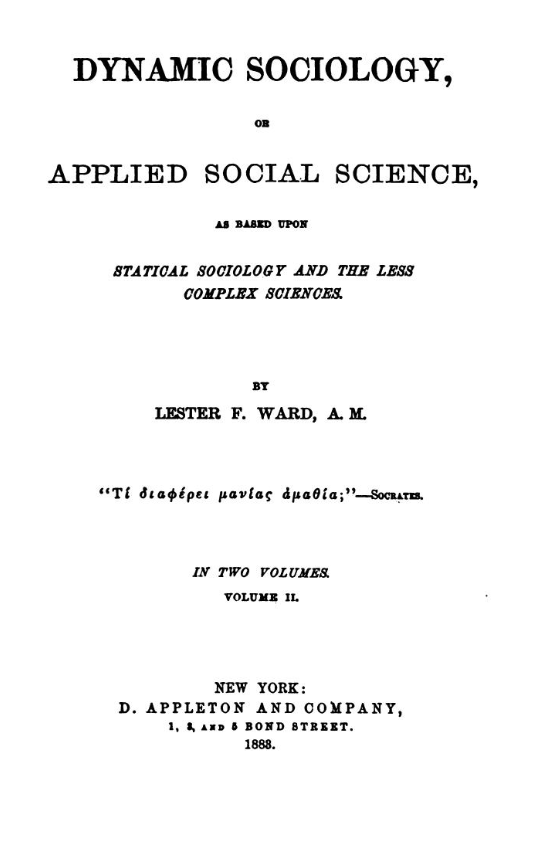 DYNAMIC SOCIOLOGY,
OR
APPLIED SOCIAL SCIENCE,
AS BASED UPON
STATICAL SOCIOLOGY AND THE LESS
COMPLEX SCIENCES.
BY
LESTER F. WARD, A. M.
“Τί διαφέρει μανίας ἀμαθία;”—SOCRATES.
IN TWO VOLUMES.
VOLUME II.
NEW YORK:
D. APPLETON AND COMPANY,
1, 3, AND 5 BOND STREET.
1883.